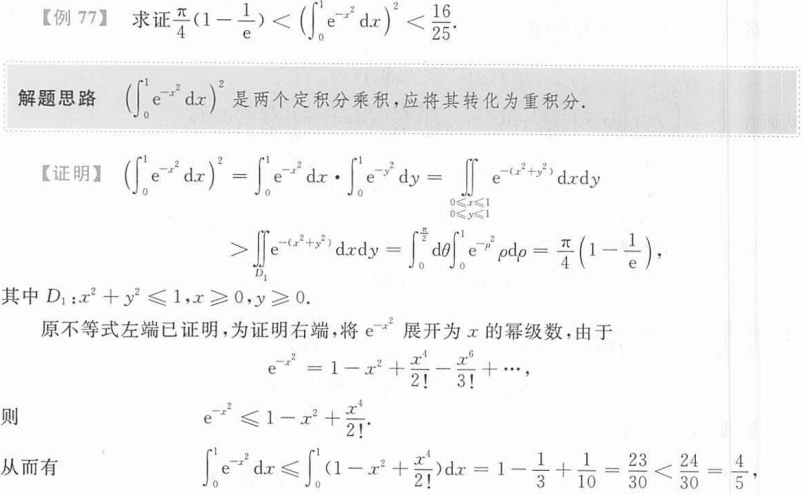 【例 77】 求证 $\frac{\pi}{4}(1-\frac{1}{e})<\left(\int_0^1 e^{-x^2}dx\right)^2<\frac{16}{25}$.
解题思路 $\left(\int_0^1 e^{-x^2}dx\right)^2$ 是两个定积分乘积,应将其转化为重积分.
【证明】 $\left(\int_0^1 e^{-x^2}dx\right)^2=\int_0^1 e^{-x^2}dx\cdot\int_0^1 e^{-y^2}dy=\iint\limits_{\substack{0\leqslant x\leqslant 1\\0\leqslant y\leqslant 1}}e^{-(x^2+y^2)}dxdy$
$>\iint\limits_{D_1}e^{-(x^2+y^2)}dxdy=\int_0^{\frac{\pi}{2}}d\theta\int_0^1 e^{-\rho^2}\rho d\rho=\frac{\pi}{4}\left(1-\frac{1}{e}\right)$,
其中 $D_1:x^2+y^2\leqslant 1,x\geqslant 0,y\geqslant 0$.
原不等式左端已证明,为证明右端,将 $e^{-x^2}$ 展开为 $x$ 的幂级数,由于
$e^{-x^2}=1-x^2+\frac{x^4}{2!}-\frac{x^6}{3!}+\cdots$,
则 $e^{-x^2}\leqslant 1-x^2+\frac{x^4}{2!}$.
从而有 $\int_0^1 e^{-x^2}dx\leqslant\int_0^1(1-x^2+\frac{x^4}{2!})dx=1-\frac{1}{3}+\frac{1}{10}=\frac{23}{30}<\frac{24}{30}=\frac{4}{5}$,